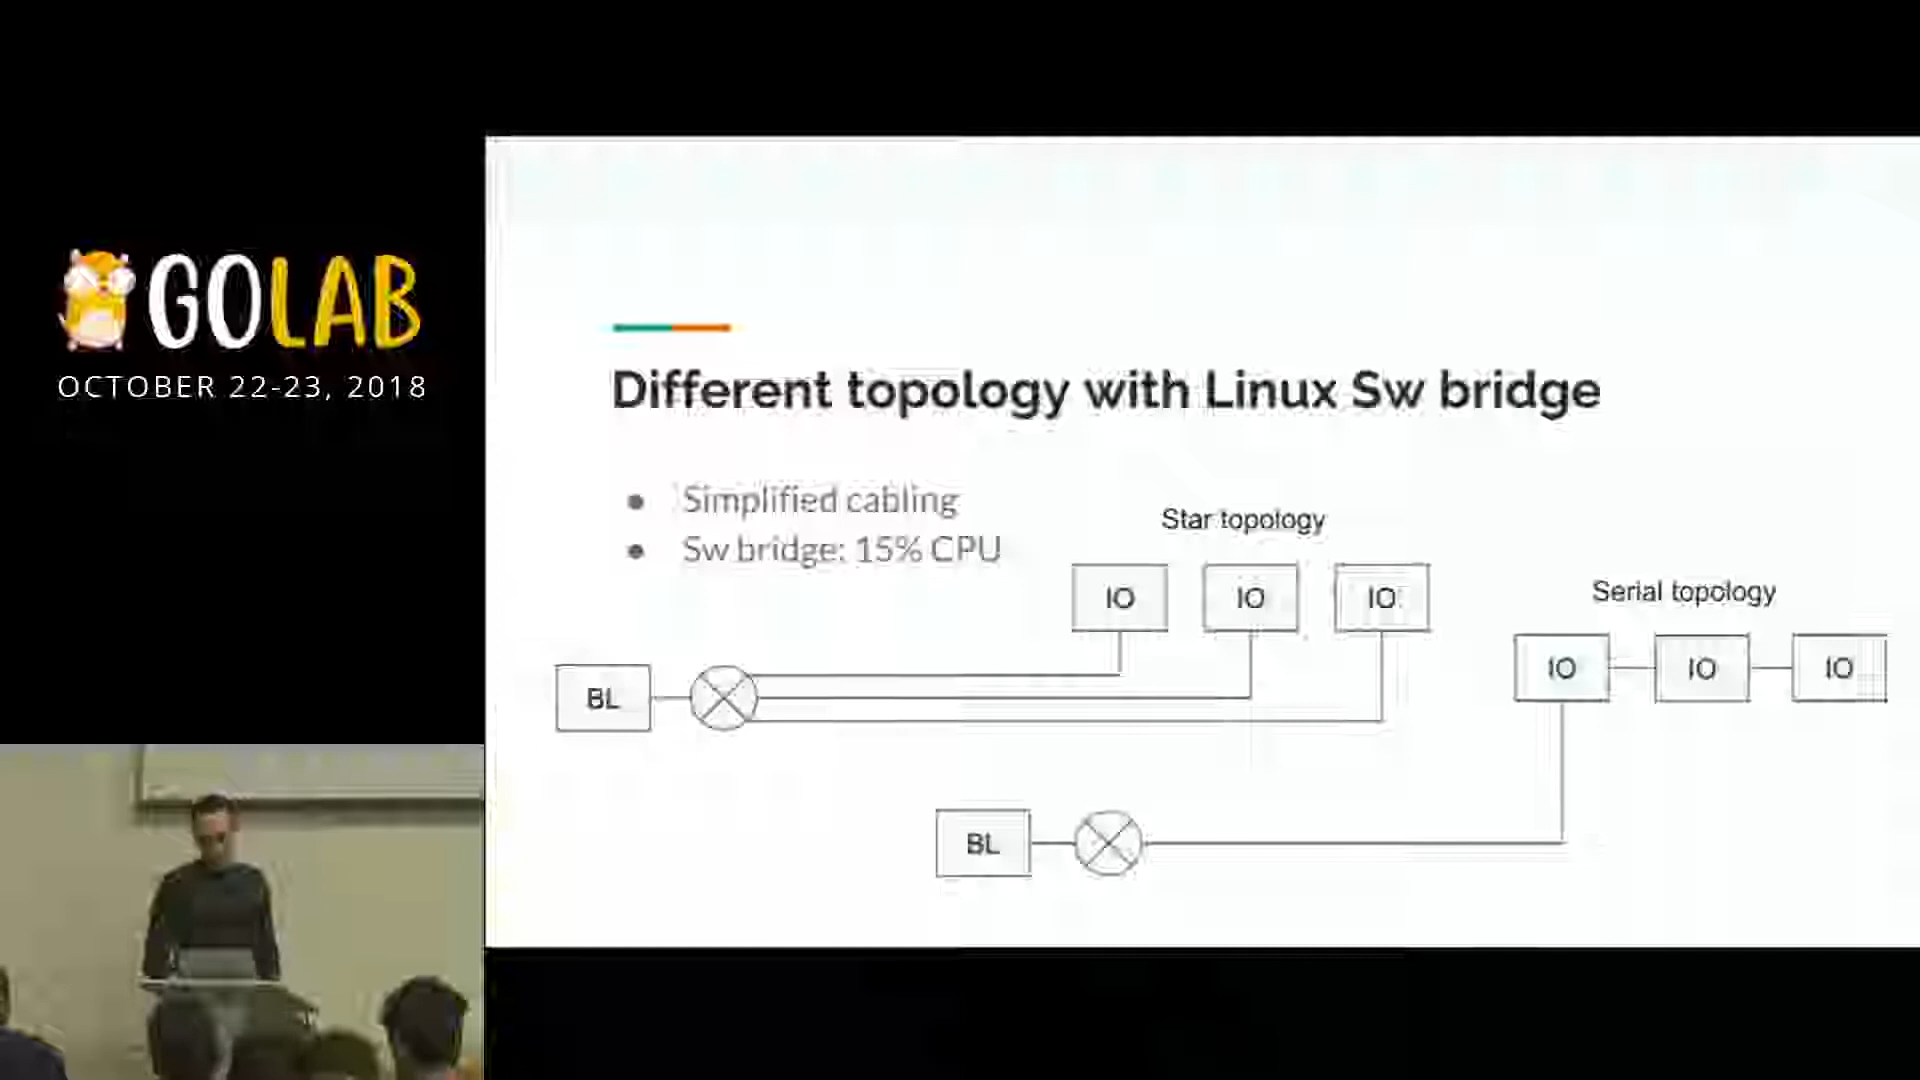 GOLAB
OCTOBER 22-23, 2018
Different topology with Linux Sw bridge
● Simplified cabling
● Sw bridge: 15% CPU
Star topology
IO IO IO
BL
Serial topology
IO IO IO
BL